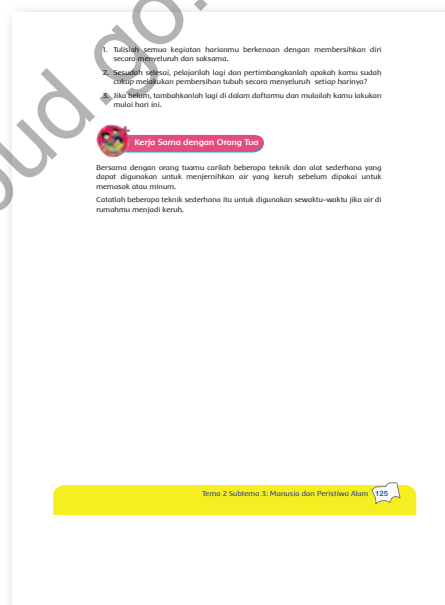 1. Tulislah semua kegiatan harianmu berkenaan dengan membersihkan diri
secara menyeluruh dan saksama.
2. Sesudah selesai, pelajarilah lagi dan pertimbangkanlah apakah kamu sudah
cukup melakukan pembersihan tubuh secara menyeluruh setiap harinya?
3. Jika belum, tambahkanlah lagi di dalam daftarmu dan mulailah kamu lakukan
mulai hari ini.
Kerja Sama dengan Orang Tua
Bersama dengan orang tuamu carilah beberapa teknik dan alat sederhana yang
dapat digunakan untuk menjernihkan air yang keruh sebelum dipakai untuk
memasak atau minum.
Catatlah beberapa teknik sederhana itu untuk digunakan sewaktu-waktu jika air di
rumahmu menjadi keruh.
Tema 2 Subtema 3: Manusia dan Peristiwa Alam 125
oud.go.